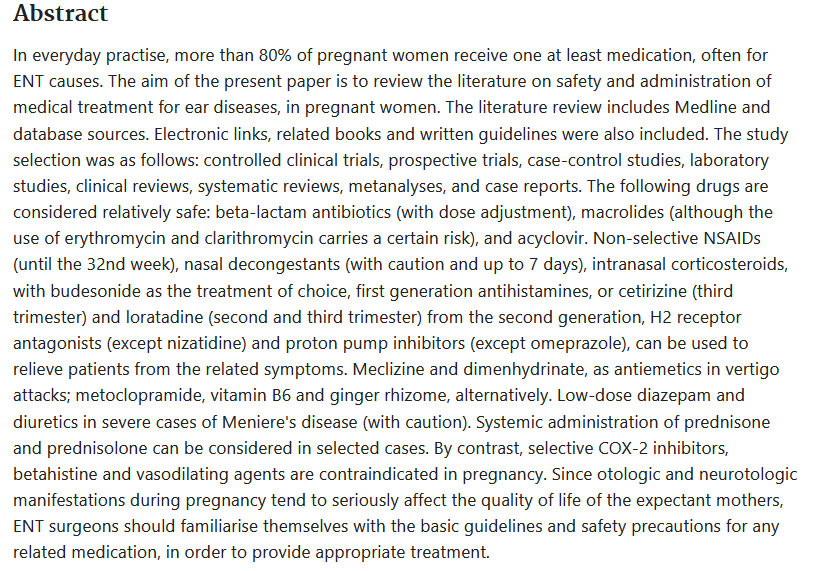 Abstract
In everyday practise, more than 80% of pregnant women receive one at least medication, often for
ENT causes. The aim of the present paper is to review the literature on safety and administration of
medical treatment for ear diseases, in pregnant women. The literature review includes Medline and
database sources. Electronic links, related books and written guidelines were also included. The study
selection was as follows: controlled clinical trials, prospective trials, case-control studies, laboratory
studies, clinical reviews, systematic reviews, metanalyses, and case reports. The following drugs are
considered relatively safe: beta-lactam antibiotics (with dose adjustment), macrolides (although the
use of erythromycin and clarithromycin carries a certain risk), and acyclovir. Non-selective NSAIDs
(until the 32nd week), nasal decongestants (with caution and up to 7 days), intranasal corticosteroids,
with budesonide as the treatment of choice, first generation antihistamines, or cetirizine (third
trimester) and loratadine (second and third trimester) from the second generation, H2 receptor
antagonists (except nizatidine) and proton pump inhibitors (except omeprazole), can be used to
relieve patients from the related symptoms. Meclizine and dimenhydrinate, as antiemetics in vertigo
attacks; metoclopramide, vitamin B6 and ginger rhizome, alternatively. Low-dose diazepam and
diuretics in severe cases of Meniere's disease (with caution). Systemic administration of prednisone
and prednisolone can be considered in selected cases. By contrast, selective COX-2 inhibitors,
betahistine and vasodilating agents are contraindicated in pregnancy. Since otologic and neurotologic
manifestations during pregnancy tend to seriously affect the quality of life of the expectant mothers,
ENT surgeons should familiarise themselves with the basic guidelines and safety precautions for any
related medication, in order to provide appropriate treatment.